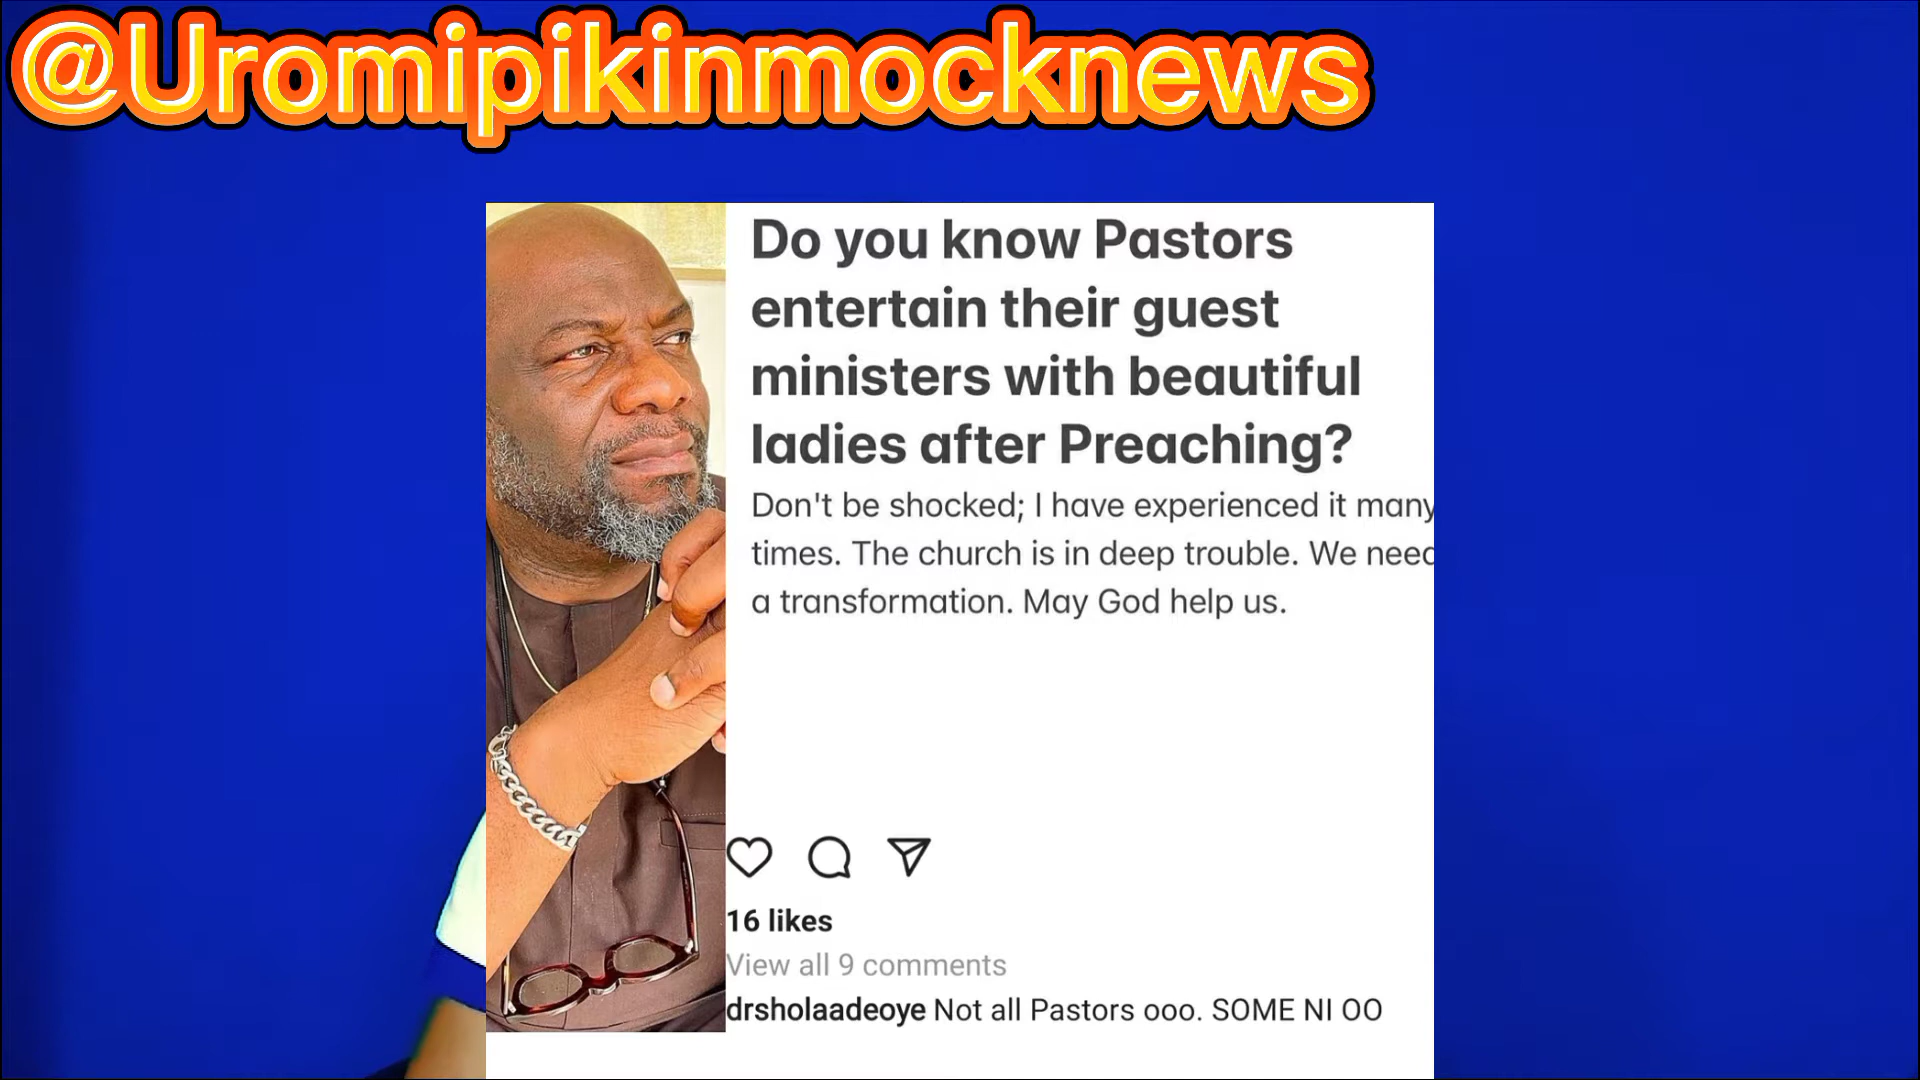 @Uromipikinmocknews
Do you know Pastors
entertain their guest
ministers with beautiful
ladies after Preaching?
Don't be shocked; I have experienced it many
times. The church is in deep trouble. We need
a transformation. May God help us.
16 likes
View all 9 comments
drsholaadeoye Not all Pastors ooo. SOME NI OO